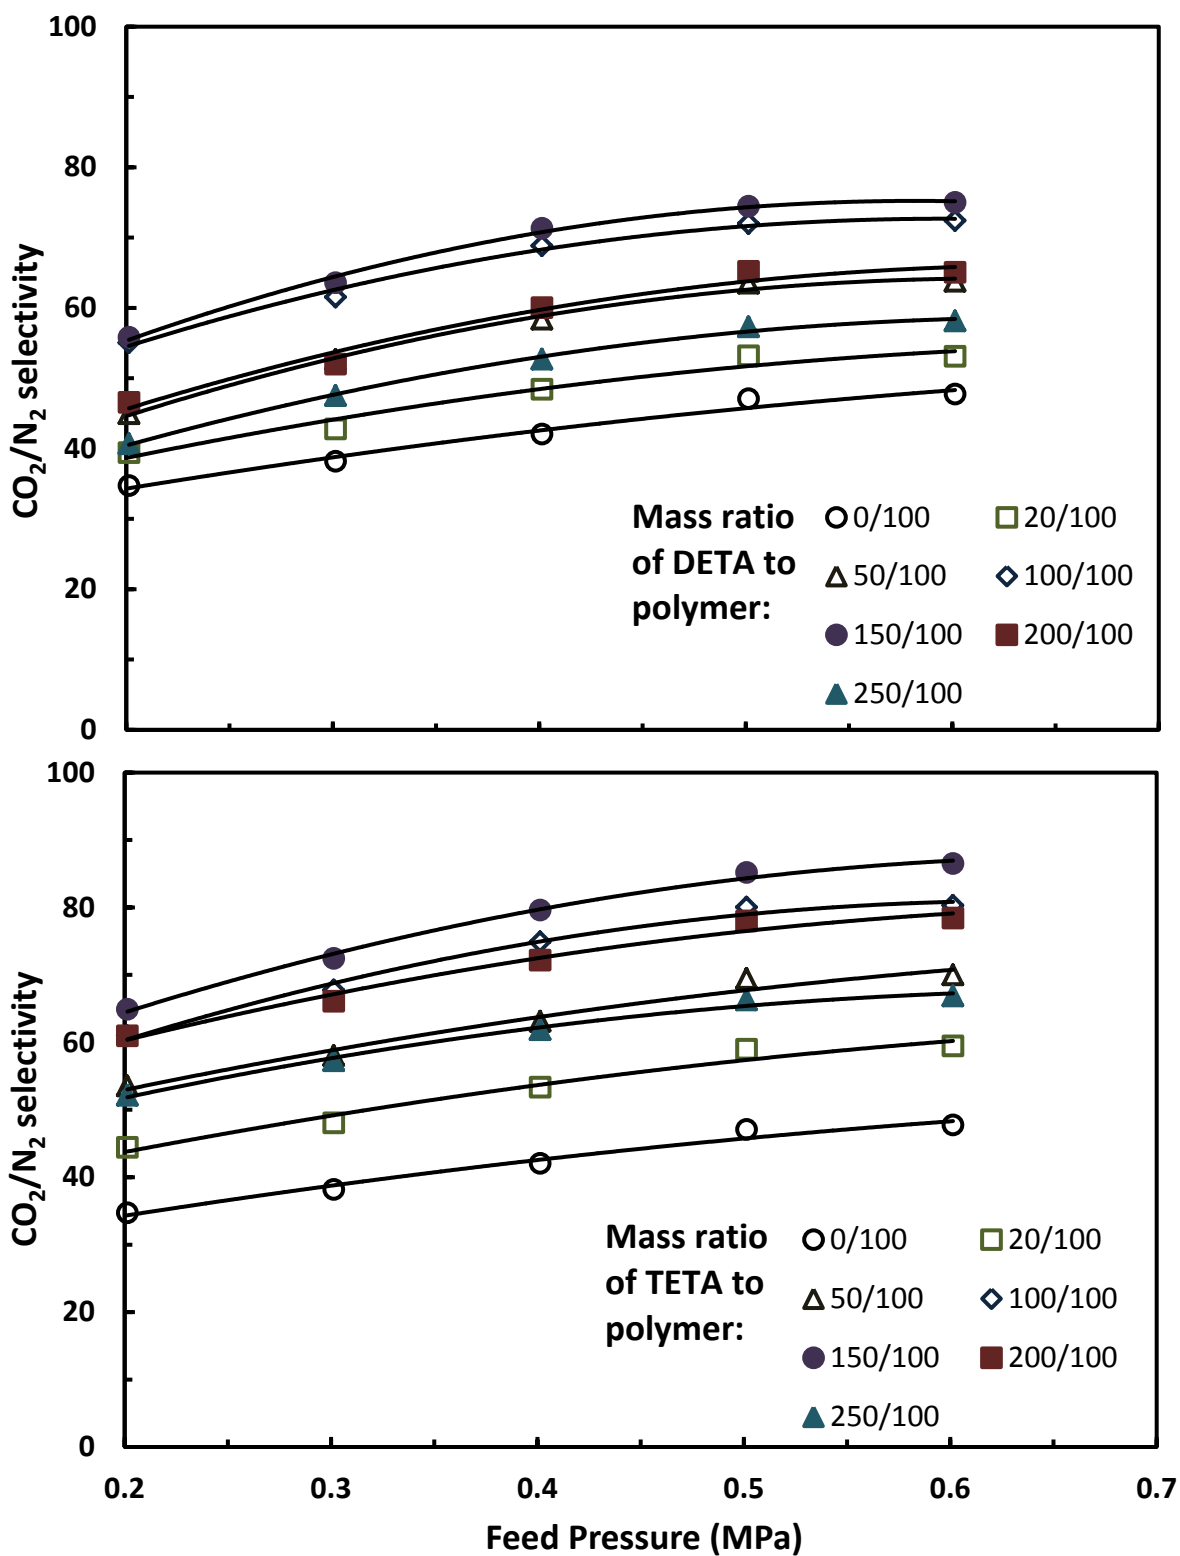 100
80
60
40
20
0
CO₂/N₂ selectivity
Mass ratio
of DETA to
polymer:
0/100 20/100
50/100 100/100
150/100 200/100
250/100
100
80
60
40
20
0
CO₂/N₂ selectivity
Mass ratio
of TETA to
polymer:
0/100 20/100
50/100 100/100
150/100 200/100
250/100
0.2 0.3 0.4 0.5 0.6 0.7
Feed Pressure (MPa)